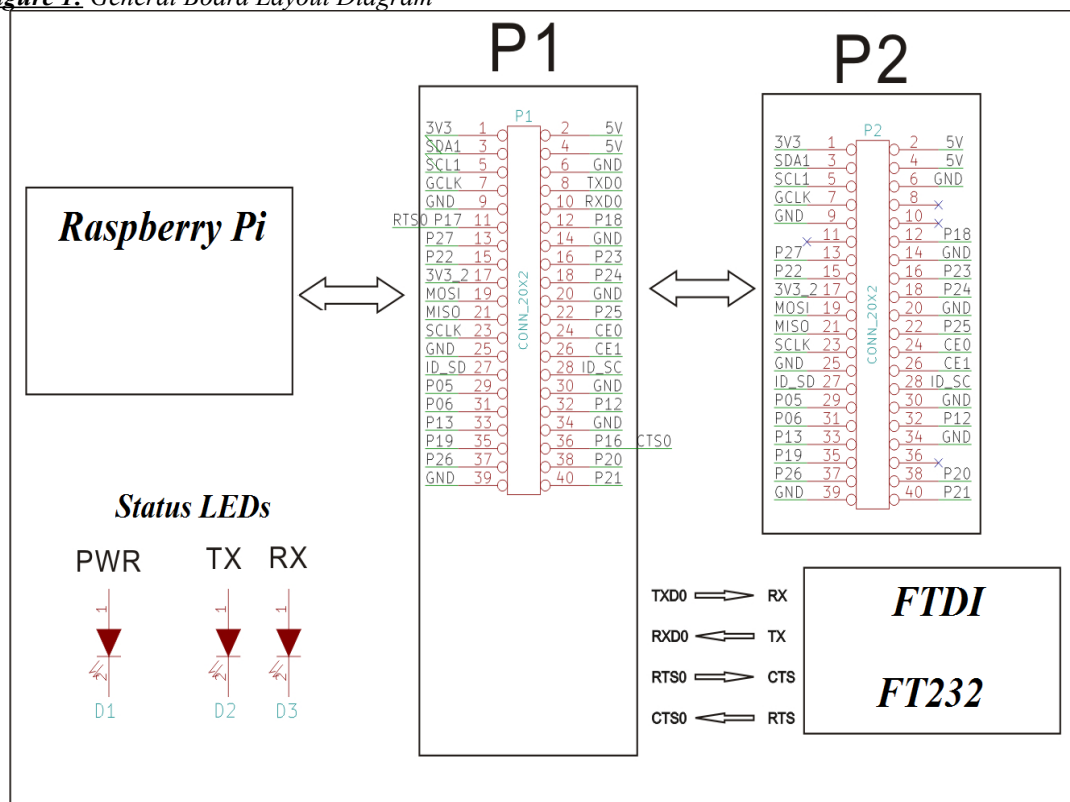 Figure 1: General Board Layout Diagram
P1
P2
Raspberry Pi
P1
3V3 1 2 5V
SDA1 3 4 5V
SCL1 5 6 GND
GCLK 7 8 TXD0
GND 9 10 RXD0
RTS0 P17 11 12 P18
P27 13 14 GND
P22 15 16 P23
3V3_2 17 18 P24
MOSI 19 20 GND
MISO 21 22 P25
SCLK 23 24 CE0
GND 25 26 CE1
ID_SD 27 28 ID_SC
P05 29 30 GND
P06 31 32 P12
P13 33 34 GND
P19 35 36 P16 CTS0
P26 37 38 P20
GND 39 40 P21
CONN_20X2
P2
3V3 1 2 5V
SDA1 3 4 5V
SCL1 5 6 GND
GCLK 7 8
GND 9 10
11 12 P18
P27 13 14 GND
P22 15 16 P23
3V3_2 17 18 P24
MOSI 19 20 GND
MISO 21 22 P25
SCLK 23 24 CE0
GND 25 26 CE1
ID_SD 27 28 ID_SC
P05 29 30 GND
P06 31 32 P12
P13 33 34 GND
P19 35 36
P26 37 38 P20
GND 39 40 P21
CONN_20X2
Status LEDs
PWR TX RX
1 1 1
2 2 2
D1 D2 D3
TXD0 RX
RXD0 TX
RTS0 CTS
CTS0 RTS
FTDI
FT232